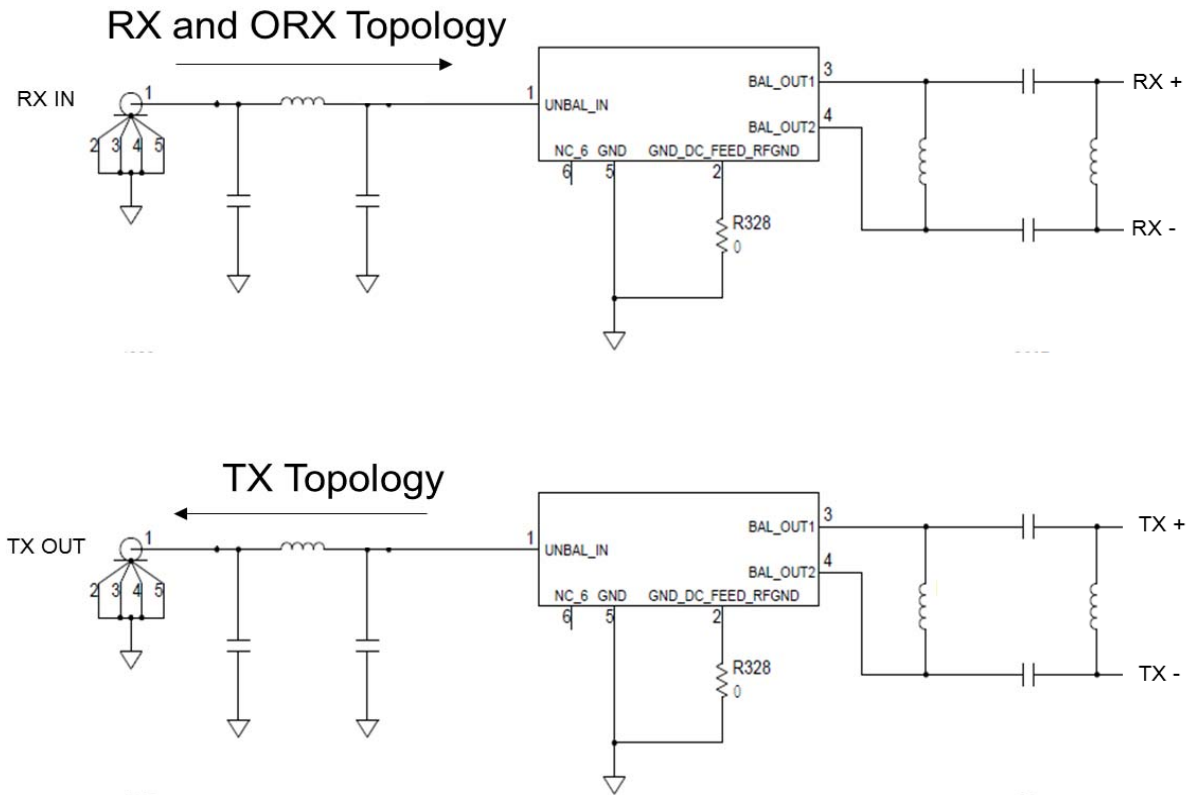 RX and ORX Topology
RX IN
1
2 3 4 5
1
UNBAL_IN
BAL_OUT1
3
BAL_OUT2
4
NC_6 GND GND_DC_FEED_RFGND
6 5 2
R328
0
RX +
RX -
TX Topology
TX OUT
1
2 3 4 5
1
UNBAL_IN
BAL_OUT1
3
BAL_OUT2
4
NC_6 GND GND_DC_FEED_RFGND
6 5 2
R328
0
TX +
TX -